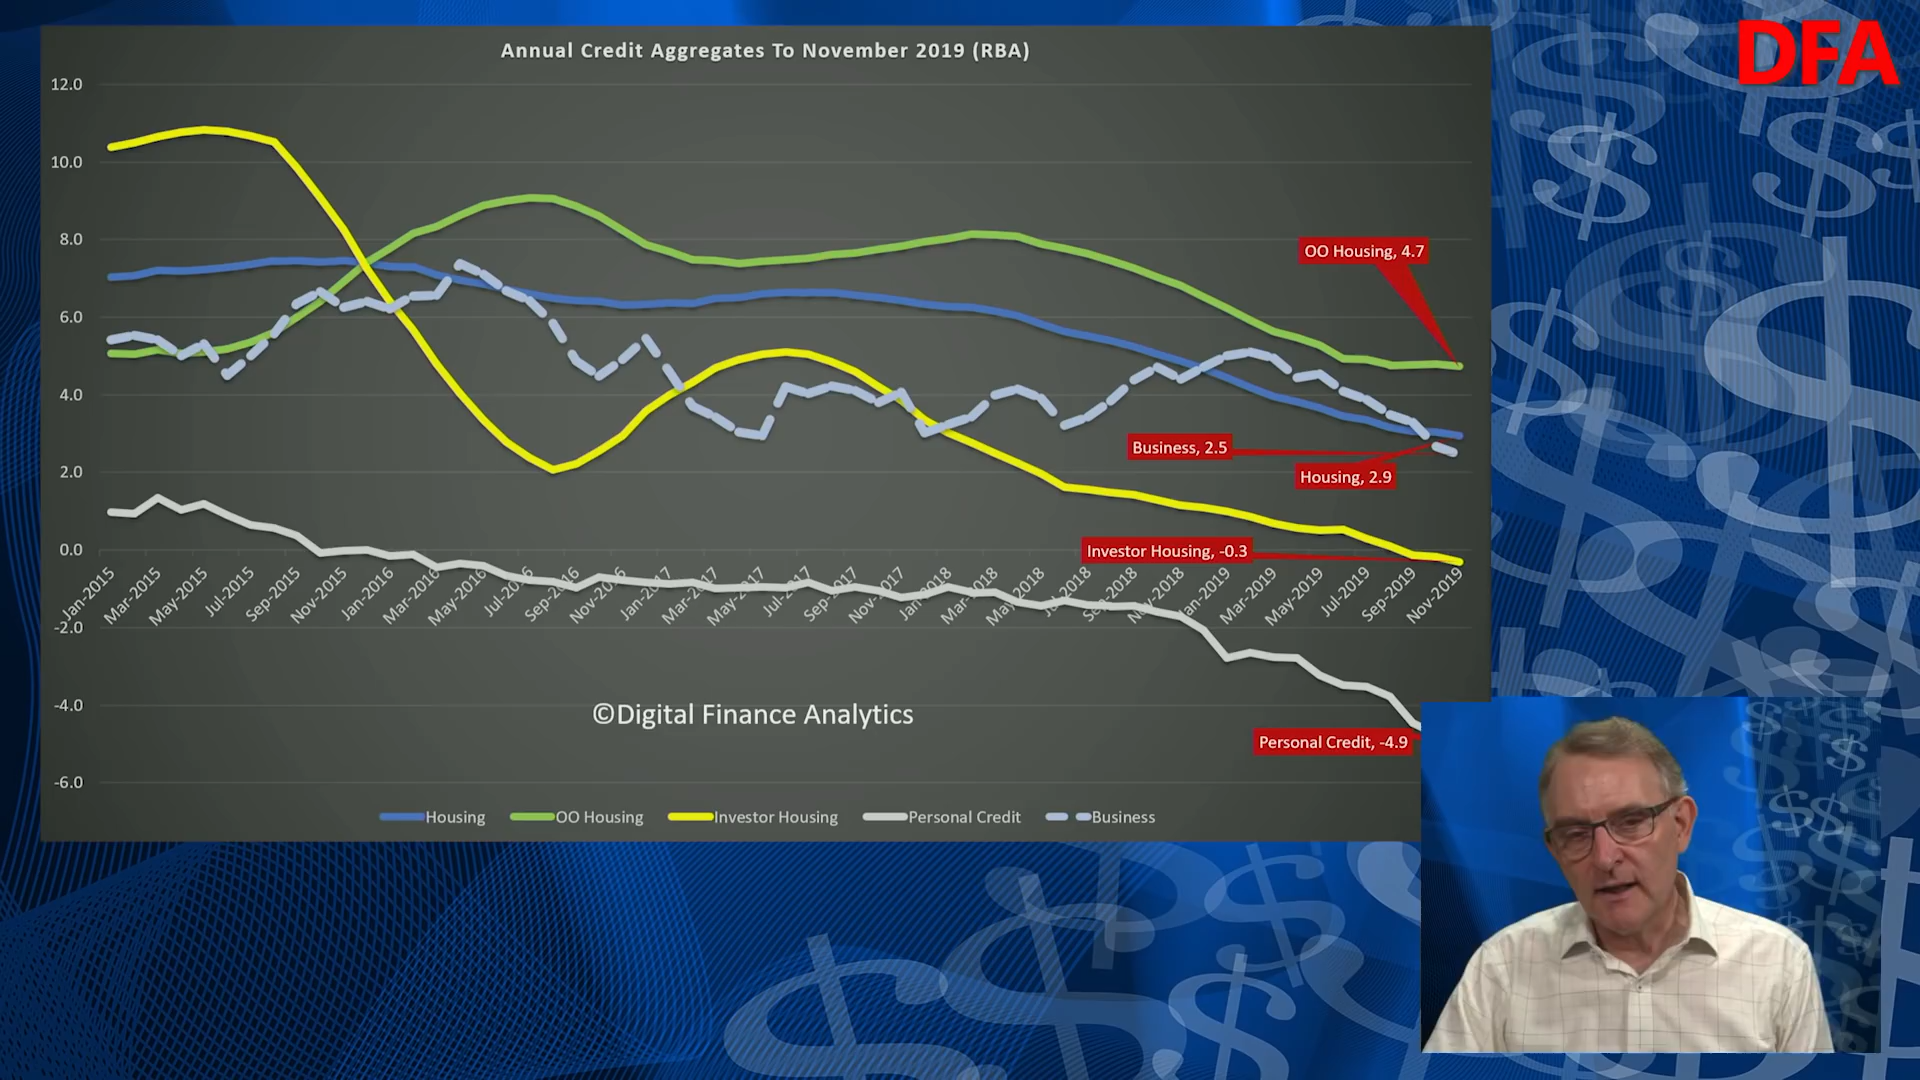 DFA
Annual Credit Aggregates To November 2019 (RBA)
12.0
10.0
8.0
6.0
4.0
2.0
0.0
-2.0
-4.0
-6.0
OO Housing, 4.7
Business, 2.5
Housing, 2.9
Investor Housing, -0.3
Personal Credit, -4.9
Jan-2015
Mar-2015
May-2015
Jul-2015
Sep-2015
Nov-2015
Jan-2016
Mar-2016
May-2016
Jul-2016
Sep-2016
Nov-2016
Jan-2017
Mar-2017
May-2017
Jul-2017
Sep-2017
Nov-2017
Jan-2018
Mar-2018
May-2018
Jul-2018
Sep-2018
Nov-2018
Jan-2019
Mar-2019
May-2019
Jul-2019
Sep-2019
Nov-2019
©Digital Finance Analytics
Housing OO Housing Investor Housing Personal Credit Business